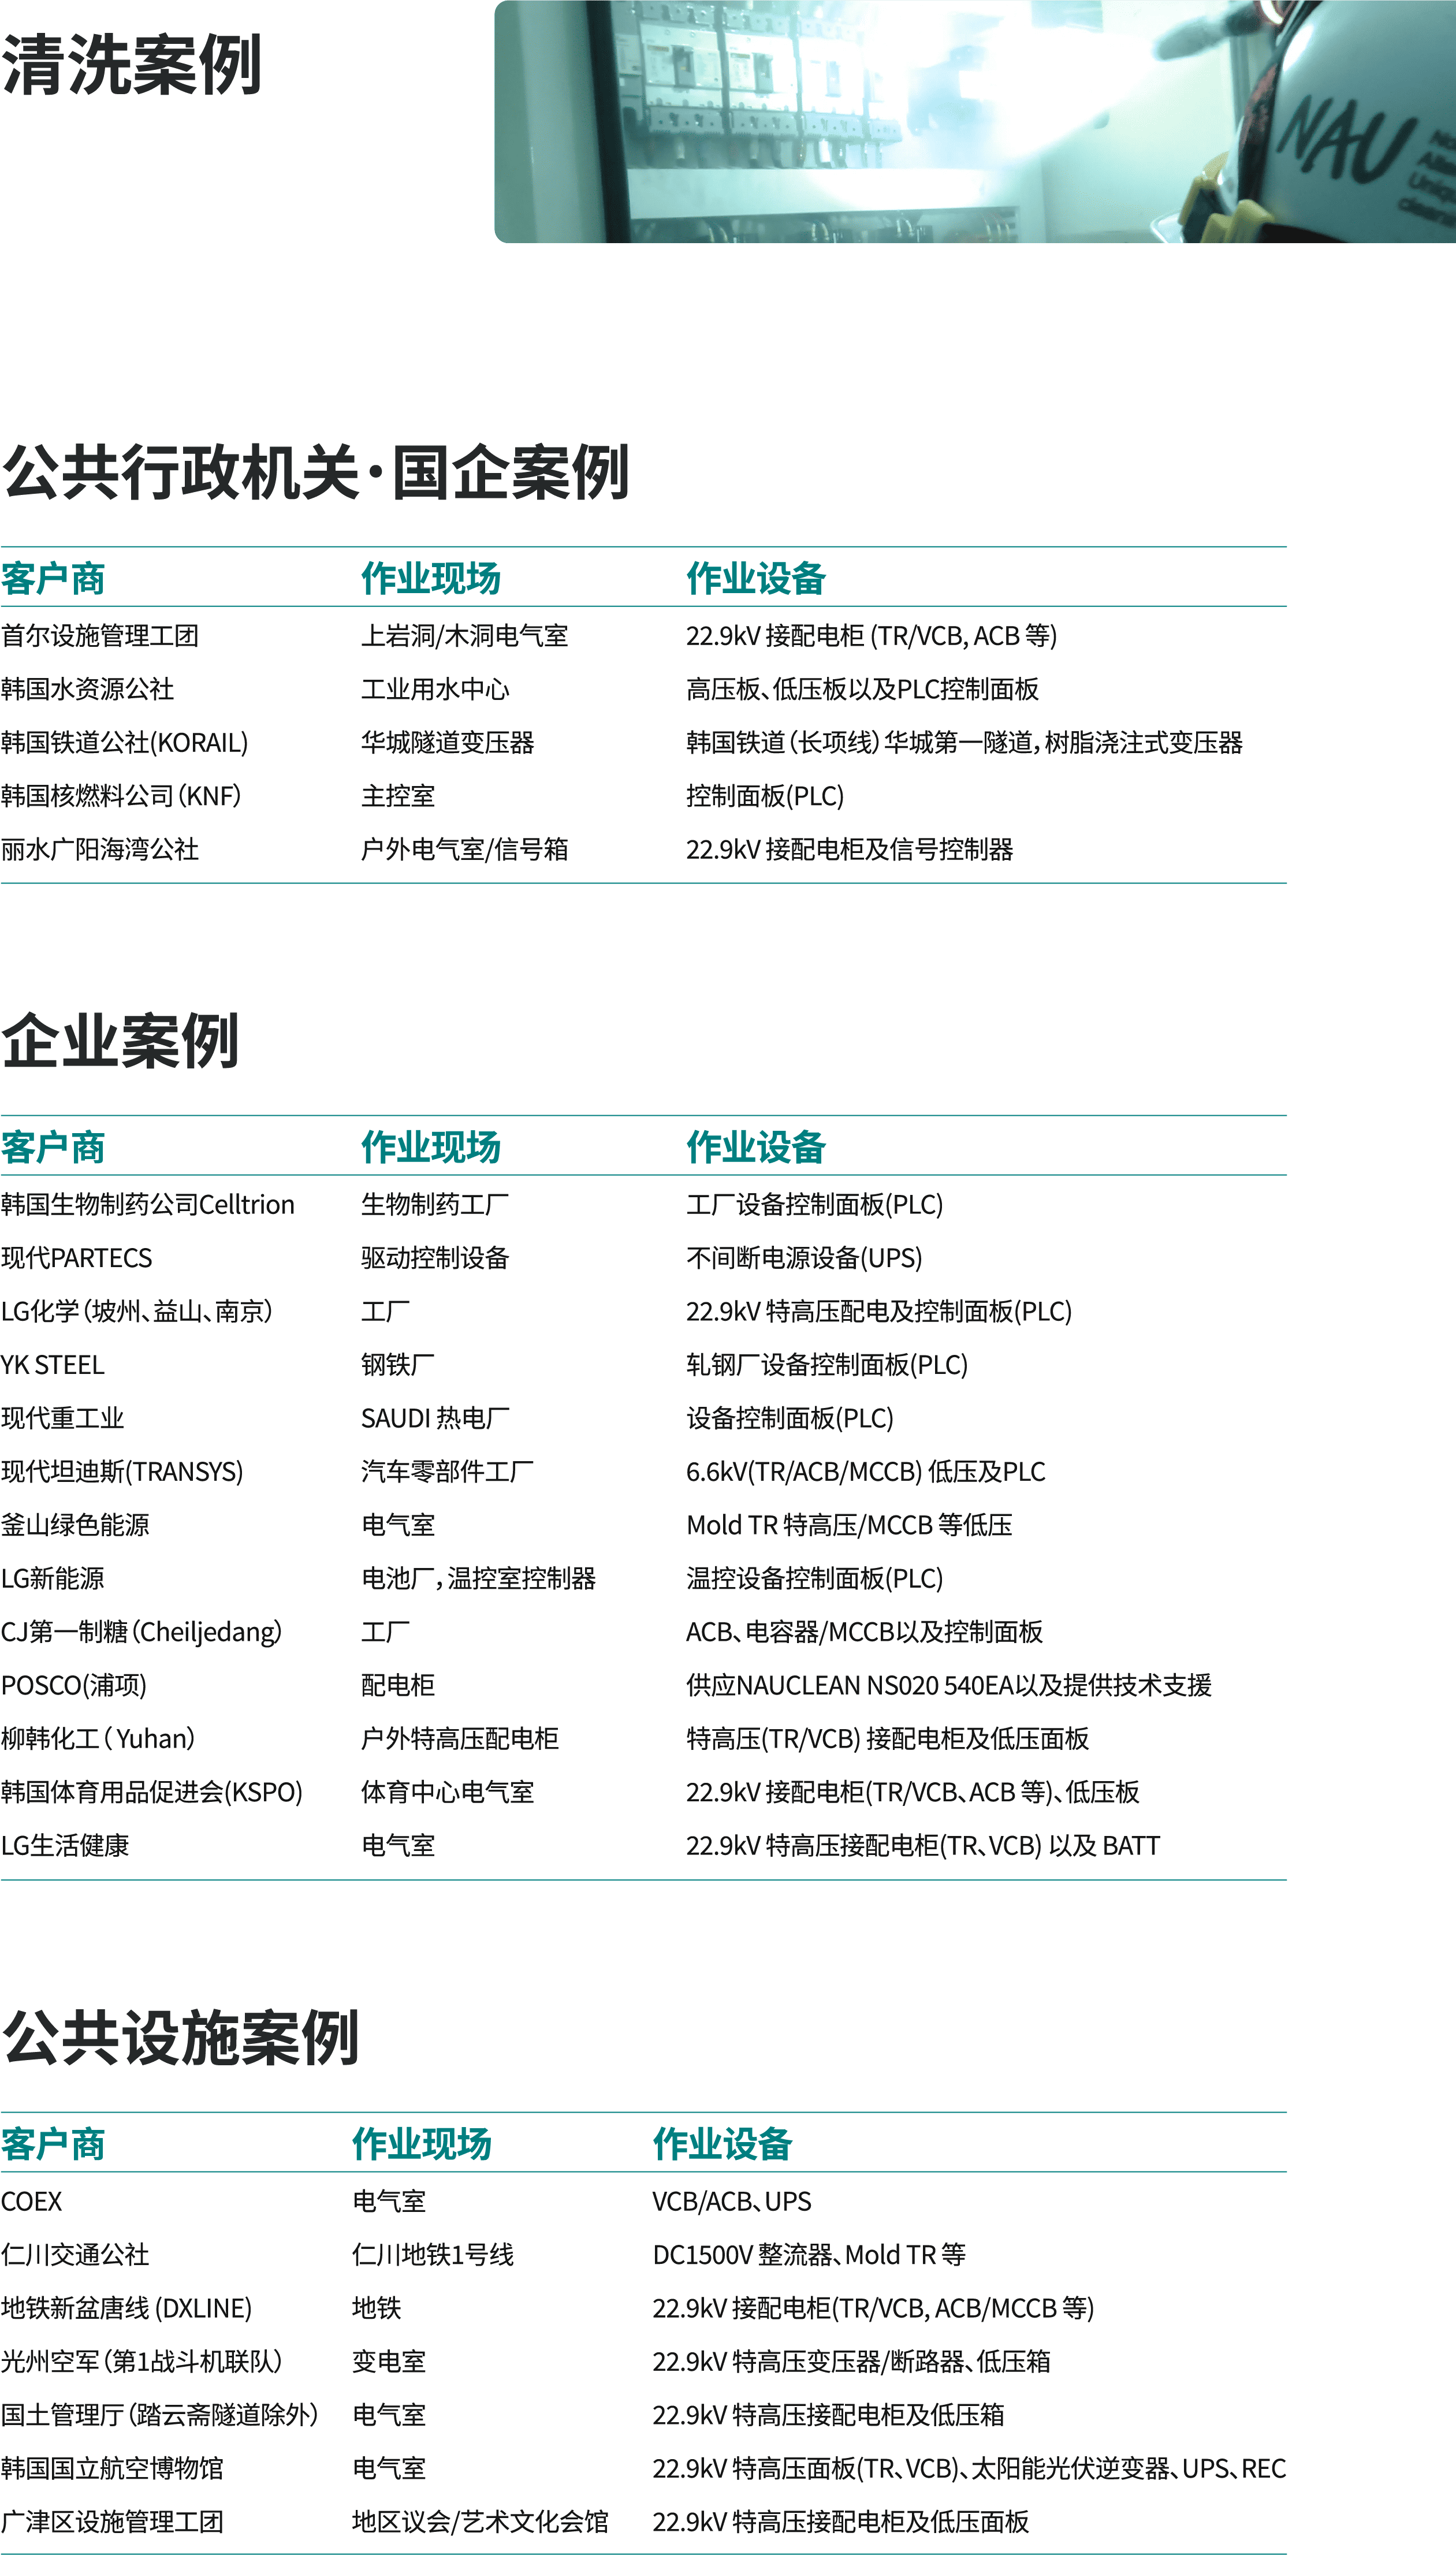 清洗案例
NAU
公共行政机关·国企案例
客户商 作业现场 作业设备
首尔设施管理工团 上岩洞/木洞电气室 22.9kV 接配电柜 (TR/VCB, ACB 等)
韩国水资源公社 工业用水中心 高压板、低压板以及PLC控制面板
韩国铁道公社(KORAIL) 华城隧道变压器 韩国铁道（长项线）华城第一隧道，树脂浇注式变压器
韩国核燃料公司（KNF） 主控室 控制面板(PLC)
丽水广阳海湾公社 户外电气室/信号箱 22.9kV 接配电柜及信号控制器
企业案例
客户商 作业现场 作业设备
韩国生物制药公司Celltrion 生物制药工厂 工厂设备控制面板(PLC)
现代PARTECS 驱动控制设备 不间断电源设备(UPS)
LG化学（坡州、益山、南京） 工厂 22.9kV 特高压配电及控制面板(PLC)
YK STEEL 钢铁厂 轧钢厂设备控制面板(PLC)
现代重工业 SAUDI 热电厂 设备控制面板(PLC)
现代坦迪斯(TRANSYS) 汽车零部件工厂 6.6kV(TR/ACB/MCCB) 低压及PLC
釜山绿色能源 电气室 Mold TR 特高压/MCCB 等低压
LG新能源 电池厂，温控室控制器 温控设备控制面板(PLC)
CJ第一制糖（Cheiljedang） 工厂 ACB、电容器/MCCB以及控制面板
POSCO(浦项) 配电柜 供应NAUCLEAN NS020 540EA以及提供技术支援
柳韩化工（ Yuhan） 户外特高压配电柜 特高压(TR/VCB) 接配电柜及低压面板
韩国体育用品促进会(KSPO) 体育中心电气室 22.9kV 接配电柜(TR/VCB、ACB 等)、低压板
LG生活健康 电气室 22.9kV 特高压接配电柜(TR、VCB) 以及 BATT
公共设施案例
客户商 作业现场 作业设备
COEX 电气室 VCB/ACB、UPS
仁川交通公社 仁川地铁1号线 DC1500V 整流器、Mold TR 等
地铁新盆唐线 (DXLINE) 地铁 22.9kV 接配电柜(TR/VCB, ACB/MCCB 等)
光州空军（第1战斗机联队） 变电室 22.9kV 特高压变压器/断路器、低压箱
国土管理厅（踏云斋隧道除外） 电气室 22.9kV 特高压接配电柜及低压箱
韩国国立航空博物馆 电气室 22.9kV 特高压面板(TR、VCB)、太阳能光伏逆变器、UPS、REC
广津区设施管理工团 地区议会/艺术文化会馆 22.9kV 特高压接配电柜及低压面板